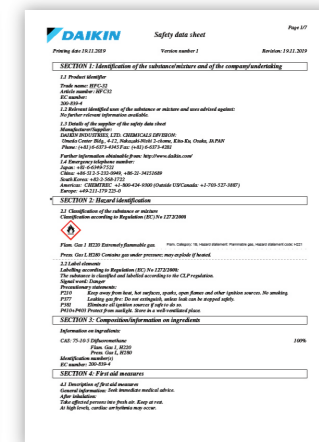 Page 1/7
DAIKIN
Safety data sheet
Printing date 19.11.2019 Version number 1 Revision: 19.11.2019
SECTION 1: Identification of the substance/mixture and of the company/undertaking
1.1 Product identifier
Trade name: HFC-32
Article number: HFC32
EC number:
200-839-4
1.2 Relevant identified uses of the substance or mixture and uses advised against:
No further relevant information available.
1.3 Details of the supplier of the safety data sheet
Manufacturer/Supplier:
DAIKIN INDUSTRIES, LTD. CHEMICALS DIVISION:
Umeda Center Bldg., 4-12, Nakazaki-Nishi 2-chome, Kita-Ku, Osaka, JAPAN
Phone: (+81) 6-6373-4345 Fax: (+81) 6-6373-4281
Further information obtainable from: http://www.daikin.com/
1.4 Emergency telephone number:
Japan: +81-6-6349-7521
China: +86-512-5-232-0949, +86-21-34151689
South Korea: +82-2-568-1722
Americas: CHEMTREC +1-800-424-9300 (Outside US/Canada: +1-703-527-3887)
Europe: +49-211-179 225-0
* SECTION 2: Hazard identification
2.1 Classification of the substance or mixture
Classification according to Regulation (EC) No 1272/2008
Flam. Gas 1 H220 Extremely flammable gas. Flam. Category: 1B, Hazard statement: Flammable gas, Hazard statement code: H221
Press. Gas L H280 Contains gas under pressure; may explode if heated.
2.2 Label elements
Labelling according to Regulation (EC) No 1272/2008:
The substance is classified and labelled according to the CLP regulation.
Signal word: Danger
Precautionary statements:
P210 Keep away from heat, hot surfaces, sparks, open flames and other ignition sources. No smoking.
P377 Leaking gas fire: Do not extinguish, unless leak can be stopped safely.
P381 Eliminate all ignition sources if safe to do so.
P410+P403 Protect from sunlight. Store in a well-ventilated place.
SECTION 3: Composition/information on ingredients
Information on ingredients:
CAS: 75-10-5 Difluoromethane 100%
Flam. Gas 1, H220
Press. Gas L, H280
Identification number(s)
EC number: 200-839-4
SECTION 4: First aid measures
4.1 Description of first aid measures
General information: Seek immediate medical advice.
After inhalation:
Take affected persons into fresh air. Keep at rest.
At high levels, cardiac arrhythmia may occur.